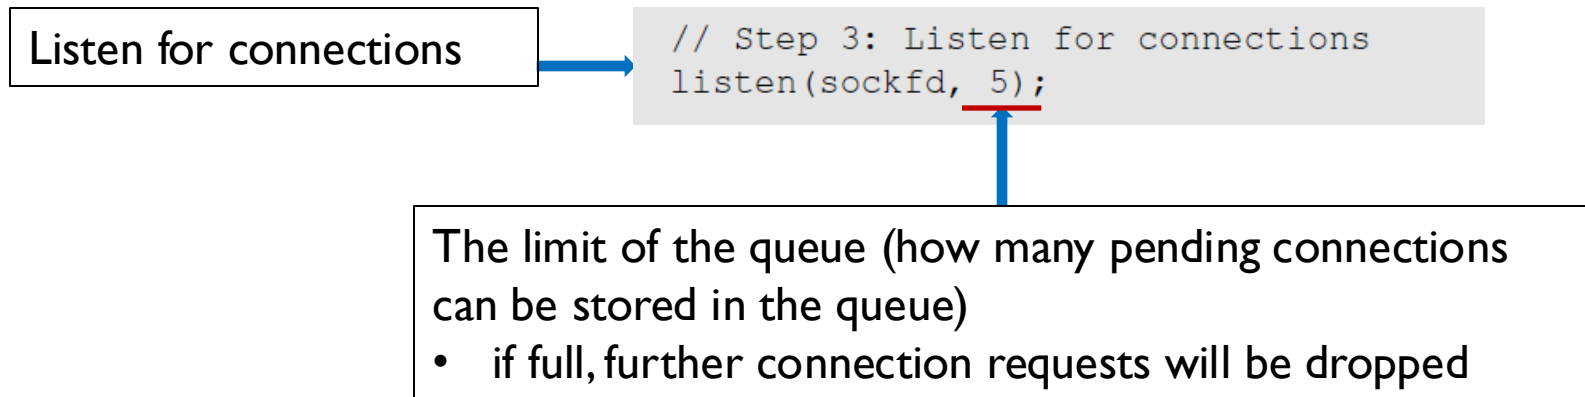 Listen for connections
// Step 3: Listen for connections
listen(sockfd, 5);
The limit of the queue (how many pending connections
can be stored in the queue)
• if full, further connection requests will be dropped